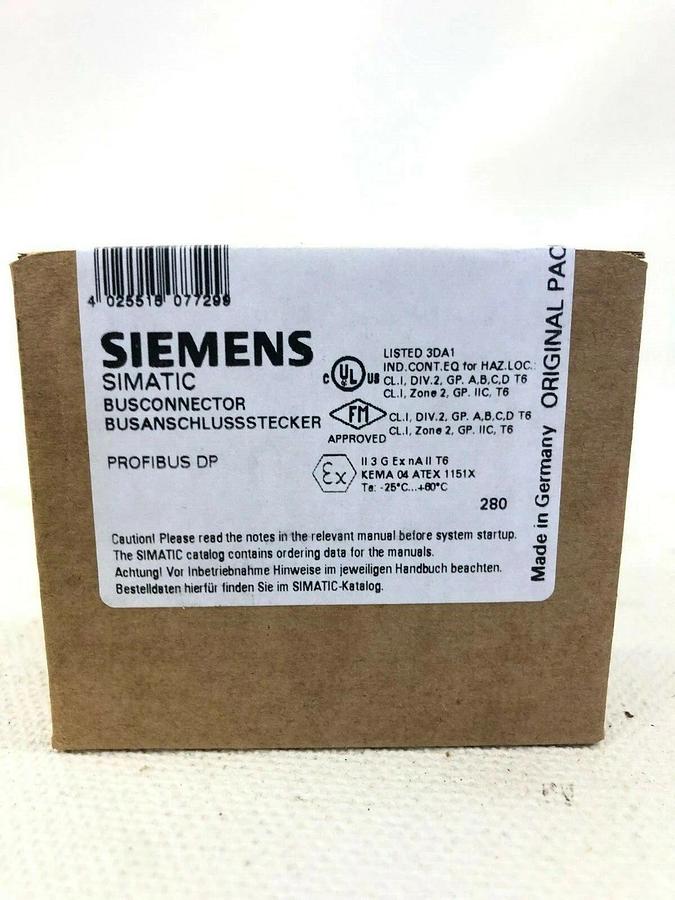 4 025515 077299
SIEMENS
SIMATIC
BUSCONNECTOR
BUSANSCHLUSSSTECKER
PROFIBUS DP
C UL US
LISTED 3DA1
IND.CONT.EQ for HAZ.LOC.:
CL.I, DIV.2, GP. A,B,C,D T6
CL.I, Zone 2, GP. IIC, T6
FM
APPROVED
CL.I, DIV.2, GP. A,B,C,D T6
CL.I, Zone 2, GP. IIC, T6
Ex
II 3 G Ex nA II T6
KEMA 04 ATEX 1151X
Ta: -25°C...+60°C
280
Caution! Please read the notes in the relevant manual before system startup.
The SIMATIC catalog contains ordering data for the manuals.
Achtung! Vor Inbetriebnahme Hinweise im jeweiligen Handbuch beachten.
Bestelldaten hierfür finden Sie im SIMATIC-Katalog.
Made in Germany ORIGINAL PAC